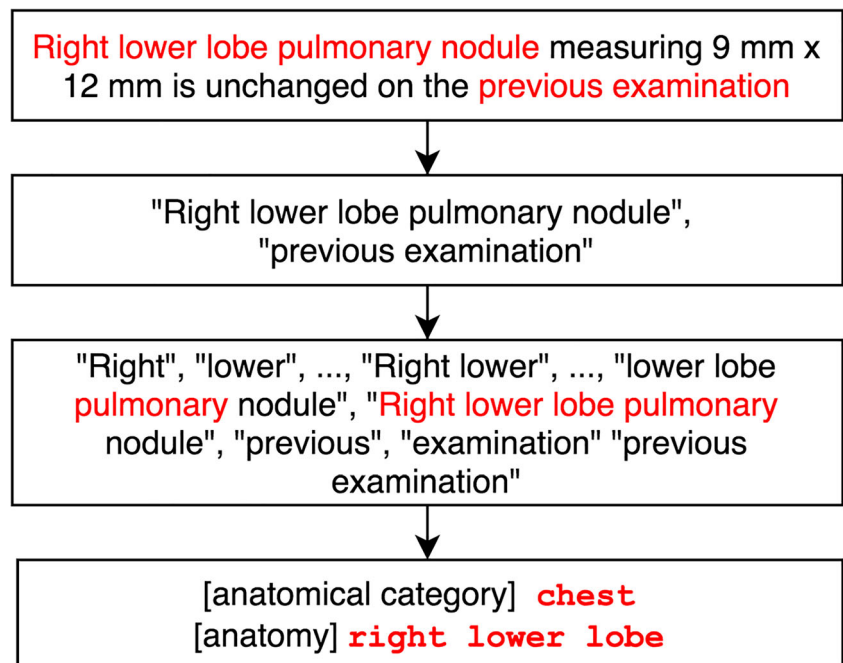 Right lower lobe pulmonary nodule measuring 9 mm x
12 mm is unchanged on the previous examination
"Right lower lobe pulmonary nodule",
"previous examination"
"Right", "lower", ..., "Right lower", ..., "lower lobe
pulmonary nodule", "Right lower lobe pulmonary
nodule", "previous", "examination" "previous
examination"
[anatomical category] chest
[anatomy] right lower lobe